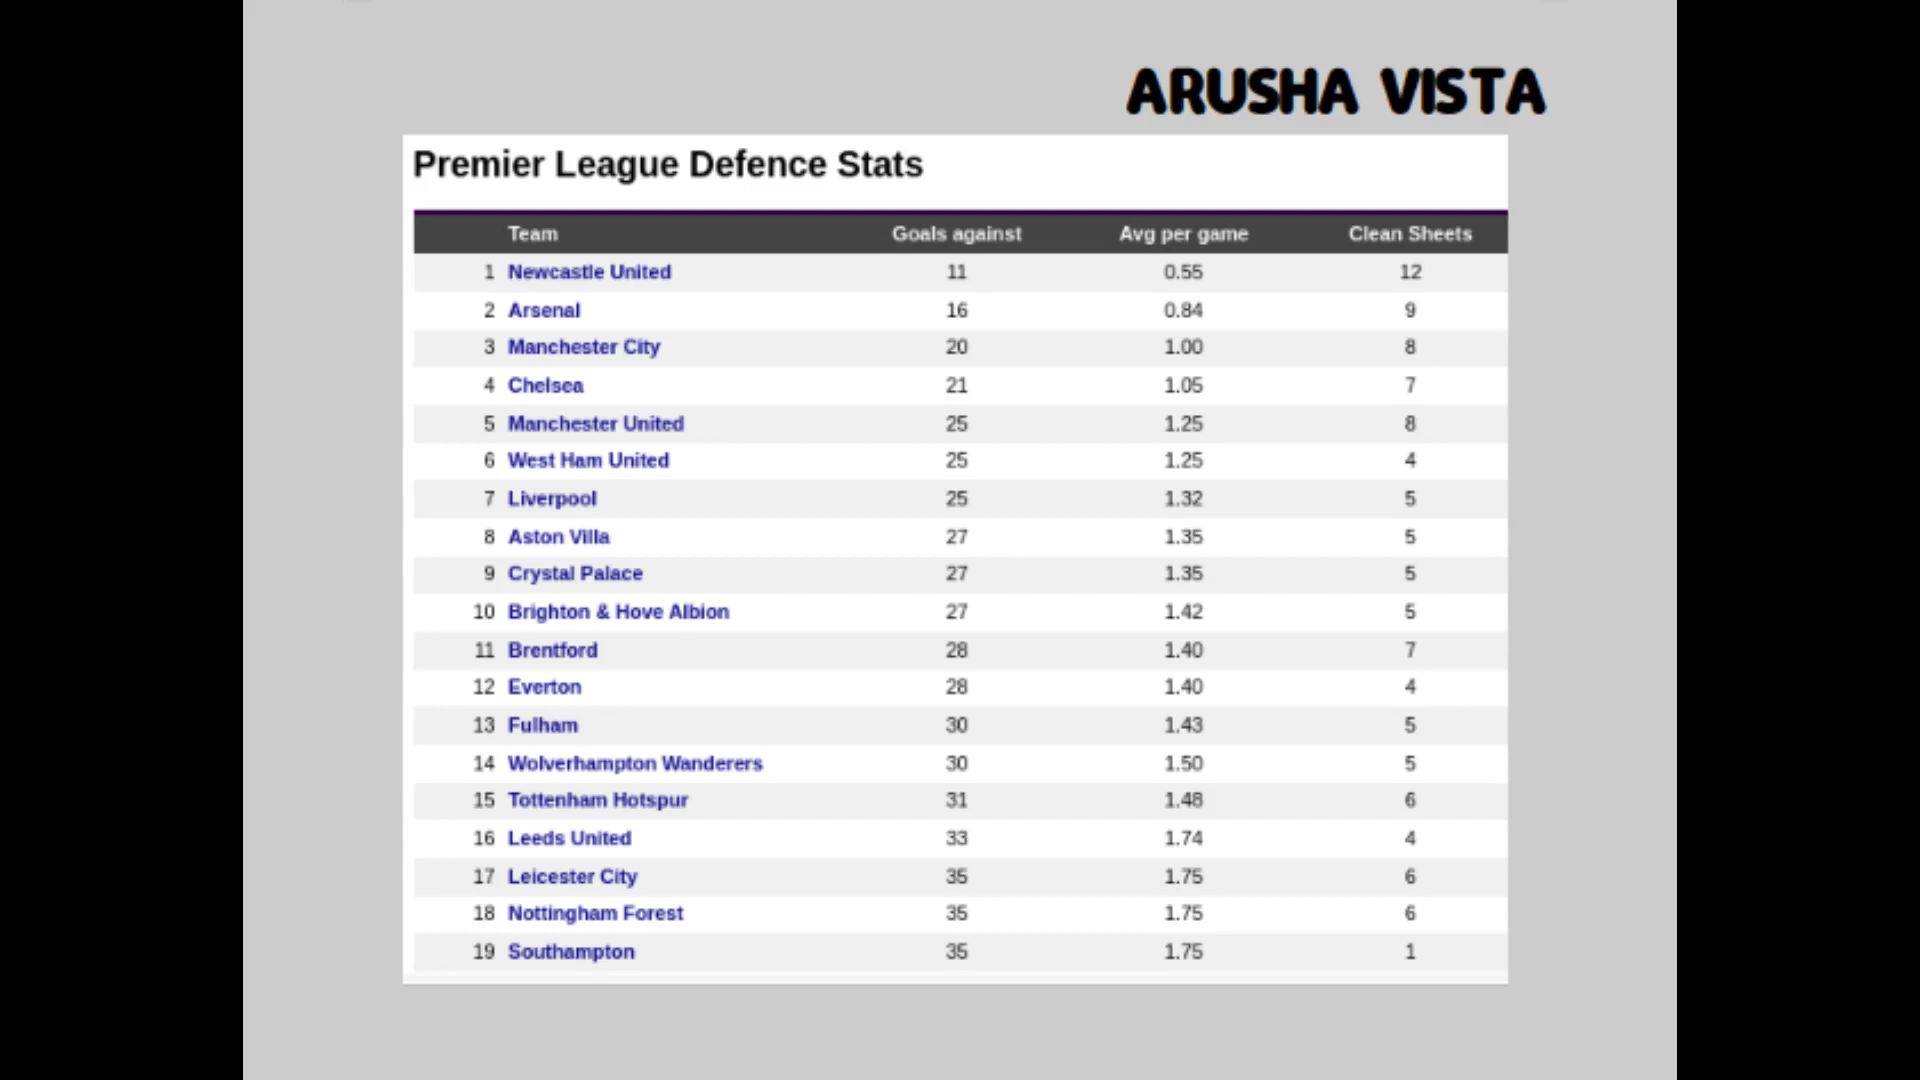 ARUSHA VISTA
Premier League Defence Stats
Team Goals against Avg per game Clean Sheets
1 Newcastle United 11 0.55 12
2 Arsenal 16 0.84 9
3 Manchester City 20 1.00 8
4 Chelsea 21 1.05 7
5 Manchester United 25 1.25 8
6 West Ham United 25 1.25 4
7 Liverpool 25 1.32 5
8 Aston Villa 27 1.35 5
9 Crystal Palace 27 1.35 5
10 Brighton & Hove Albion 27 1.42 5
11 Brentford 28 1.40 7
12 Everton 28 1.40 4
13 Fulham 30 1.43 5
14 Wolverhampton Wanderers 30 1.50 5
15 Tottenham Hotspur 31 1.48 6
16 Leeds United 33 1.74 4
17 Leicester City 35 1.75 6
18 Nottingham Forest 35 1.75 6
19 Southampton 35 1.75 1